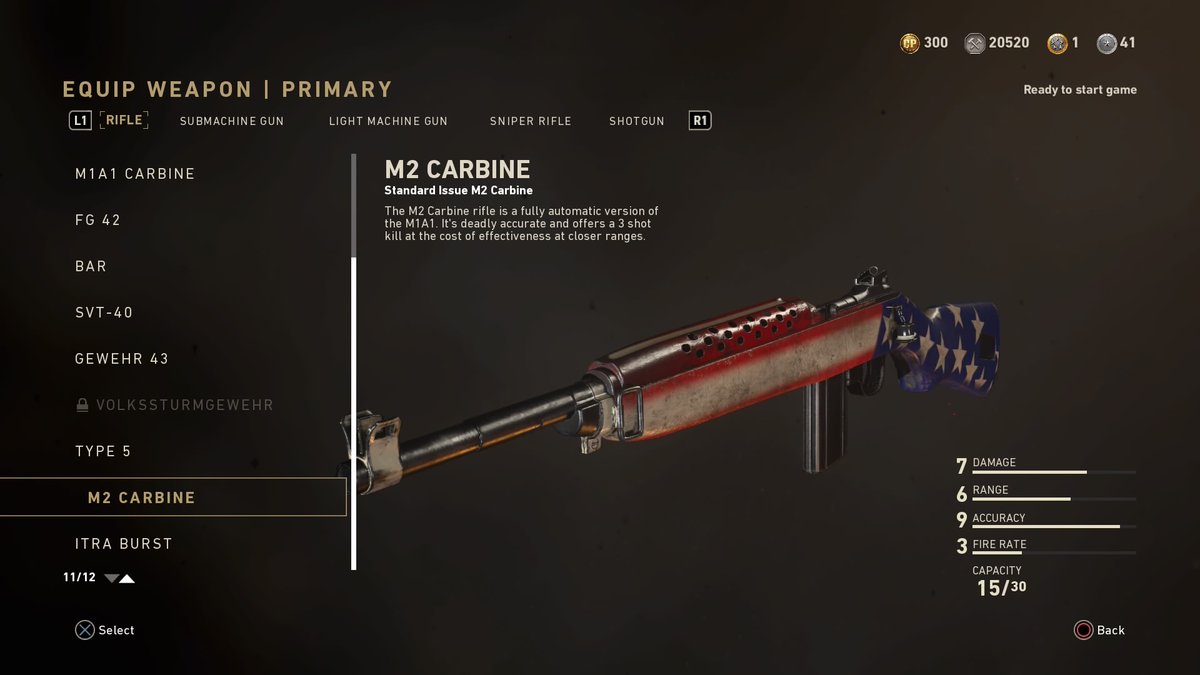 CP 300 20520 1 41
EQUIP WEAPON | PRIMARY
Ready to start game
L1 RIFLE SUBMACHINE GUN LIGHT MACHINE GUN SNIPER RIFLE SHOTGUN R1
M1A1 CARBINE
FG 42
BAR
SVT-40
GEWEHR 43
VOLKSSTURMGEWEHR
TYPE 5
M2 CARBINE
ITRA BURST
11/12
M2 CARBINE
Standard Issue M2 Carbine
The M2 Carbine rifle is a fully automatic version of
the M1A1. It's deadly accurate and offers a 3 shot
kill at the cost of effectiveness at closer ranges.
7 DAMAGE
6 RANGE
9 ACCURACY
3 FIRE RATE
CAPACITY
15/30
Select
Back